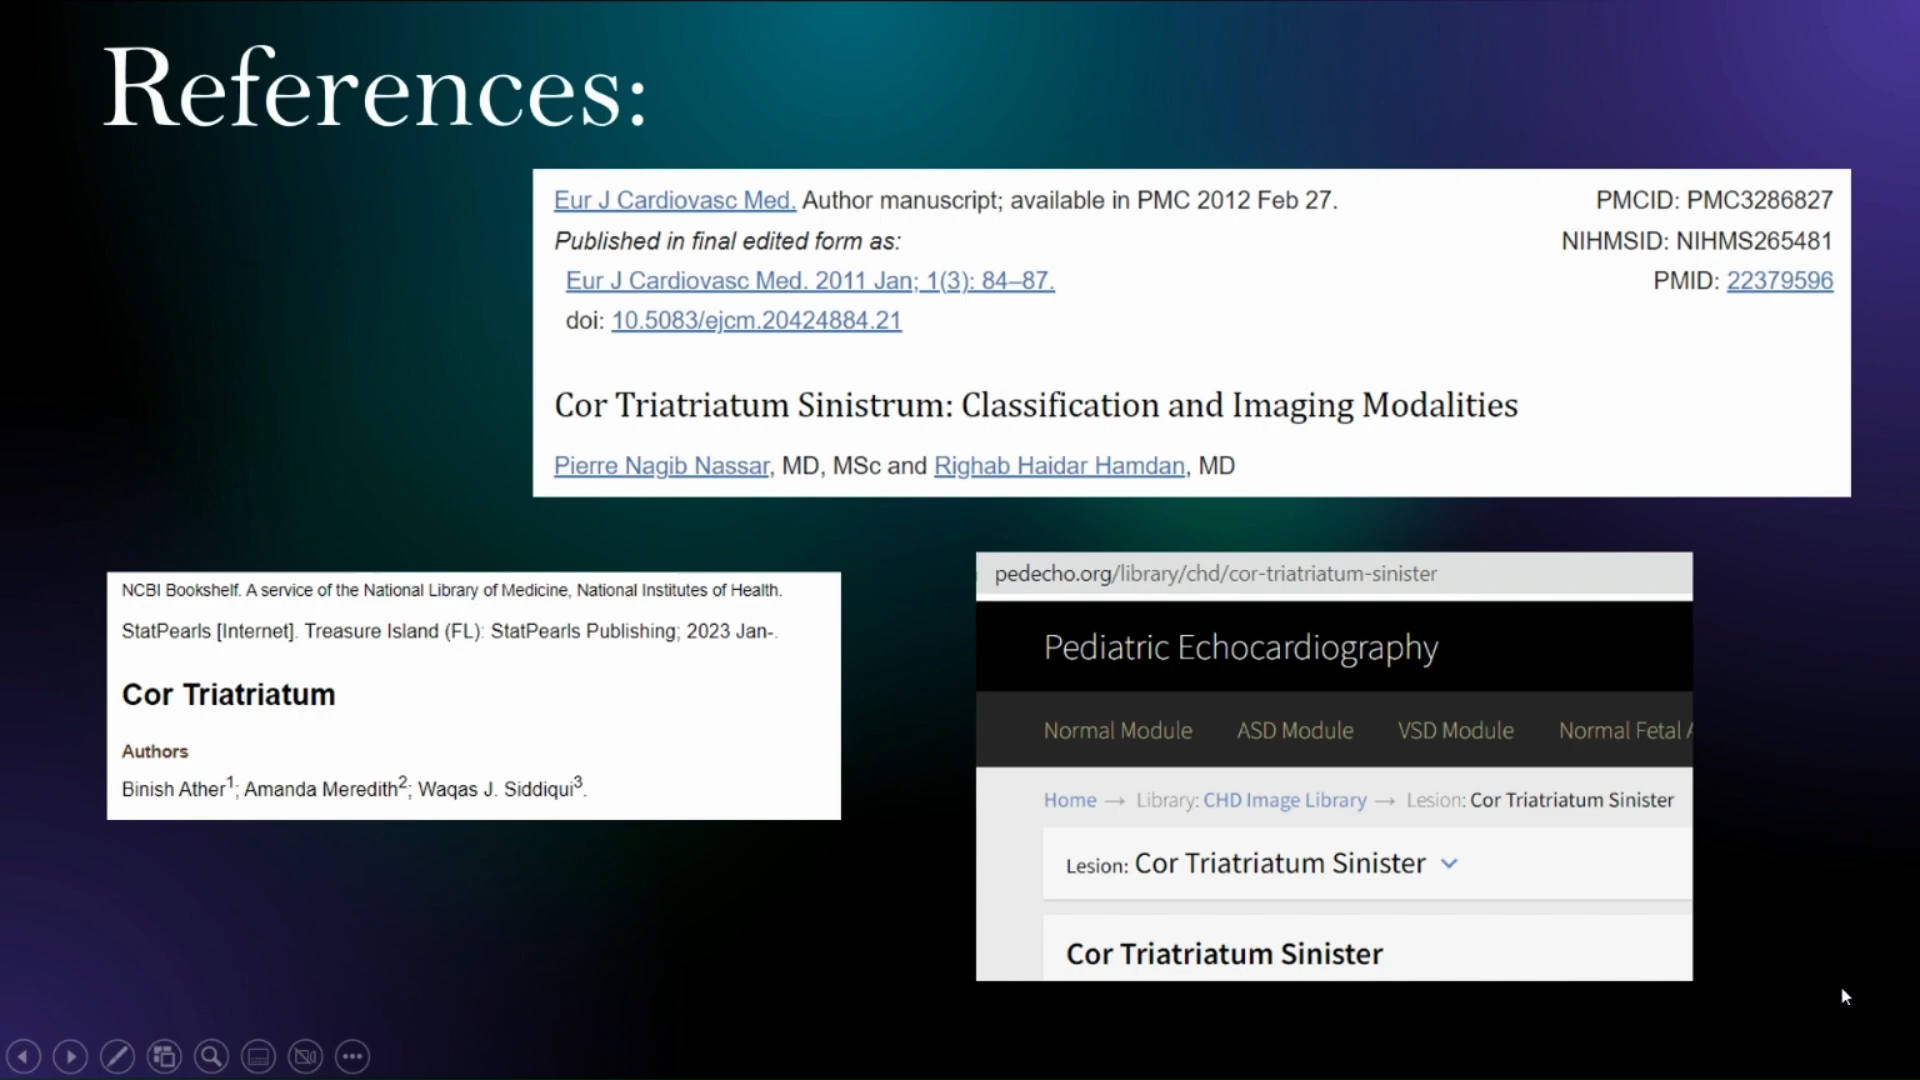 References:
Eur J Cardiovasc Med. Author manuscript; available in PMC 2012 Feb 27.
PMCID: PMC3286827
Published in final edited form as:
NIHMSID: NIHMS265481
Eur J Cardiovasc Med. 2011 Jan; 1(3): 84–87.
PMID: 22379596
doi: 10.5083/ejcm.20424884.21
Cor Triatriatum Sinistrum: Classification and Imaging Modalities
Pierre Nagib Nassar, MD, MSc and Righab Haidar Hamdan, MD
NCBI Bookshelf. A service of the National Library of Medicine, National Institutes of Health.
StatPearls [Internet]. Treasure Island (FL): StatPearls Publishing; 2023 Jan-.
Cor Triatriatum
Authors
Binish Ather1; Amanda Meredith2; Waqas J. Siddiqui3.
pedecho.org/library/chd/cor-triatriatum-sinister
Pediatric Echocardiography
Normal Module ASD Module VSD Module Normal Fetal A
Home → Library: CHD Image Library → Lesion: Cor Triatriatum Sinister
Lesion: Cor Triatriatum Sinister
Cor Triatriatum Sinister